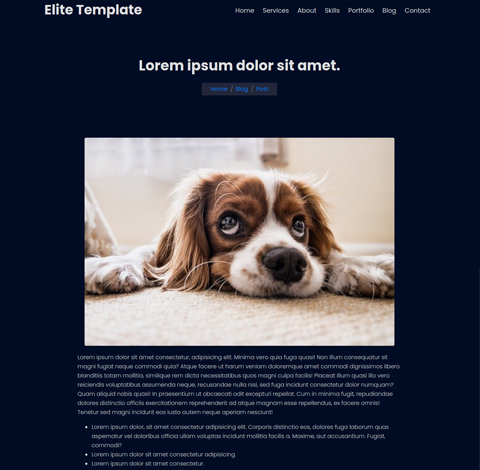 Elite Template
Home Services About Skills Portfolio Blog Contact
Lorem ipsum dolor sit amet.
Home / Blog / Post
Lorem ipsum dolor sit amet consectetur, adipisicing elit. Minima vero quia fuga quasi! Non illum consequatur sit
magni fugiat neque commodi quia? Atque facere ut harum veniam doloremque amet commodi dignissimos libero
blanditiis totam mollitia, similique rem dicta necessitatibus quos magni culpa facilis! Placeat illum quasi illo vero
reiciendis voluptatibus assumenda neque, recusandae nulla nisi, sed fuga incidunt consectetur dolor numquam?
Quam aliquid nobis quasi! In praesentium ut obcaecati odit excepturi repellat. Cum in minima fugit, repudiandae
dolores distinctio officiis exercitationem reprehenderit ad atque magnam esse repellendus, ex facere omnis!
Tenetur sed magni incidunt eos iusto autem neque aperiam nesciunt!
Lorem ipsum dolor, sit amet consectetur adipisicing elit. Corporis distinctio eos, dolores fuga laborum quas
aspernatur vel doloribus officia ullam voluptas incidunt mollitia facilis a. Maxime, aut accusantium. Fugiat,
commodi?
Lorem ipsum dolor sit amet consectetur adipisicing.
Lorem ipsum dolor sit amet consectetur.